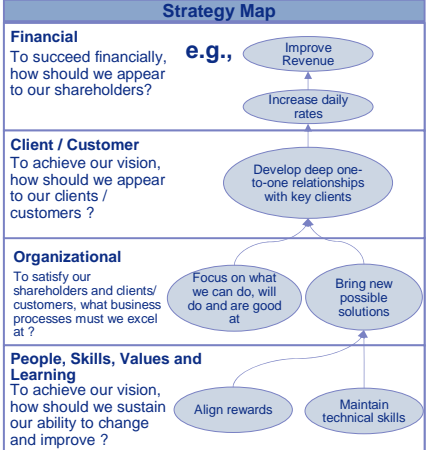 Strategy Map
Financial
To succeed financially,
how should we appear
to our shareholders?
e.g.,
Improve
Revenue
Increase daily
rates
Client / Customer
To achieve our vision,
how should we appear
to our clients /
customers ?
Develop deep one-
to-one relationships
with key clients
Organizational
To satisfy our
shareholders and clients/
customers, what business
processes must we excel
at ?
Focus on what
we can do, will
do and are good
at
Bring new
possible
solutions
People, Skills, Values and
Learning
To achieve our vision,
how should we sustain
our ability to change
and improve ?
Align rewards
Maintain
technical skills